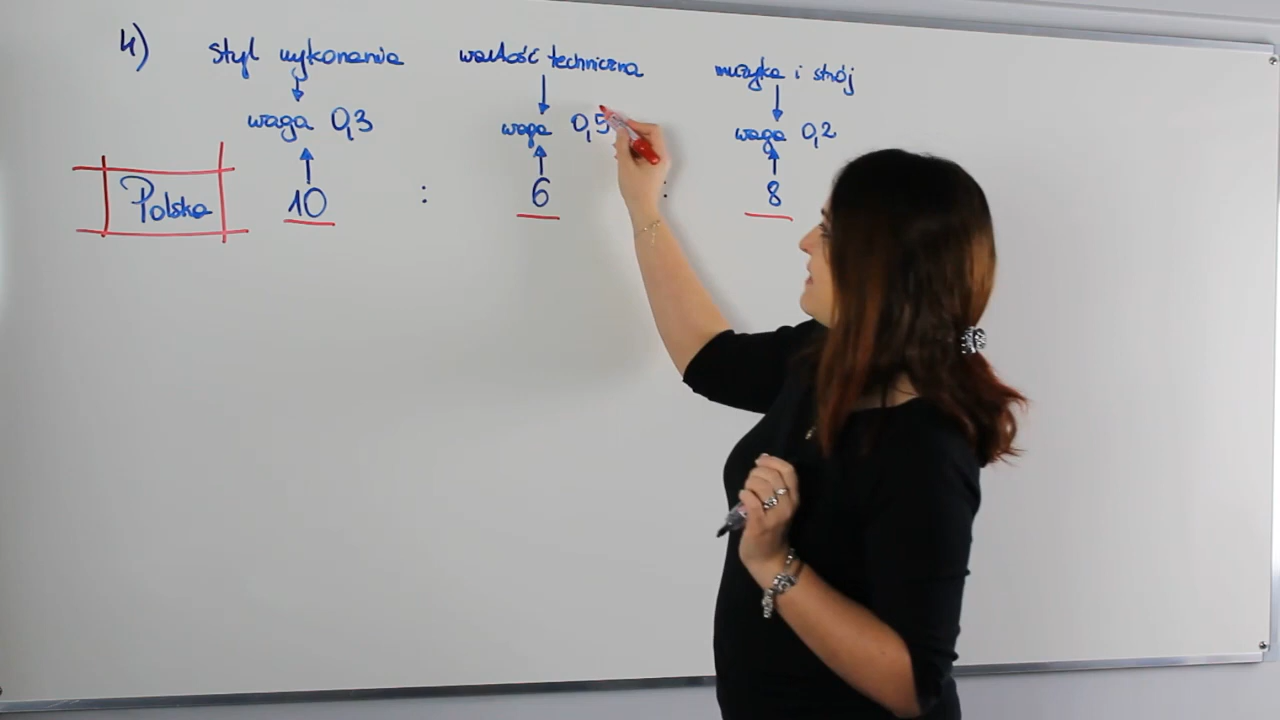 4) styl wykonania wartość techniczna muzyka i strój
waga 0,3 waga 0,5 waga 0,2
Polska 10 : 6 : 8